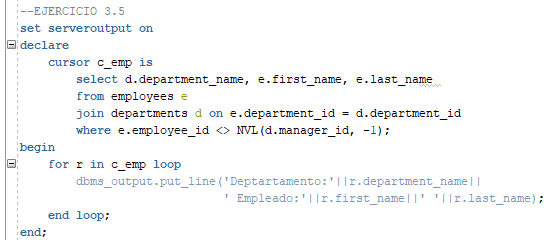 --EJERCICIO 3.5
set serveroutput on
declare
    cursor c_emp is
        select d.department_name, e.first_name, e.last_name
        from employees e
        join departments d on e.department_id = d.department_id
        where e.employee_id <> NVL(d.manager_id, -1);
begin
    for r in c_emp loop
        dbms_output.put_line('Deptartamento:'||r.department_name||
                             ' Empleado:'||r.first_name||' '||r.last_name);
    end loop;
end;